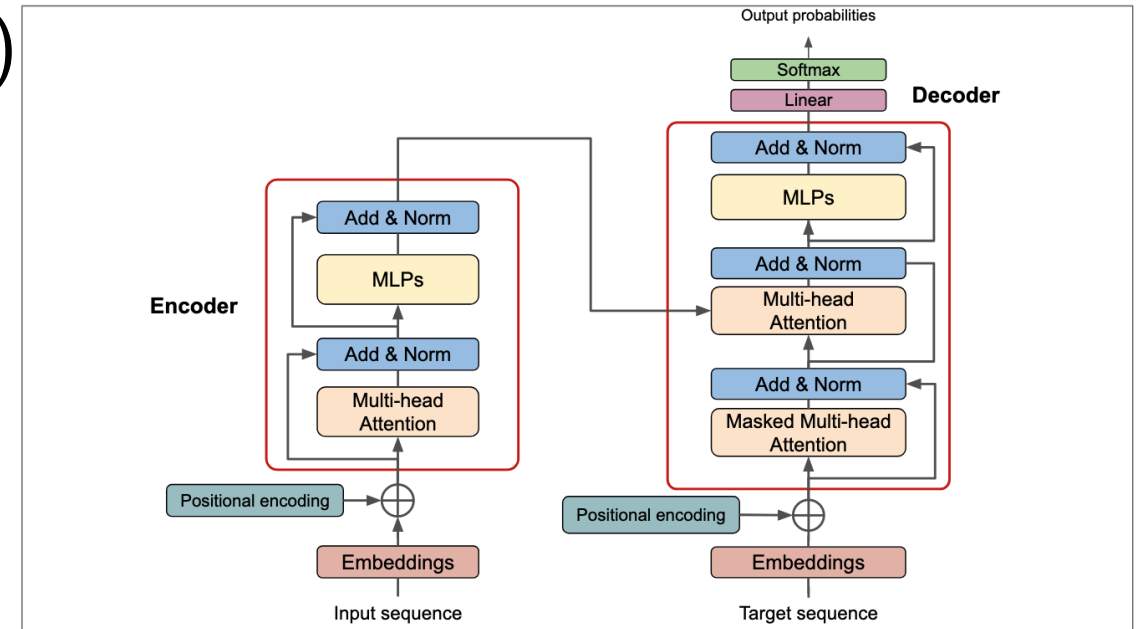 )
Output probabilities
Softmax
Linear
Decoder
Add & Norm
MLPs
Add & Norm
Multi-head
Attention
Add & Norm
Masked Multi-head
Attention
Positional encoding
Embeddings
Target sequence
Encoder
Add & Norm
MLPs
Add & Norm
Multi-head
Attention
Positional encoding
Embeddings
Input sequence